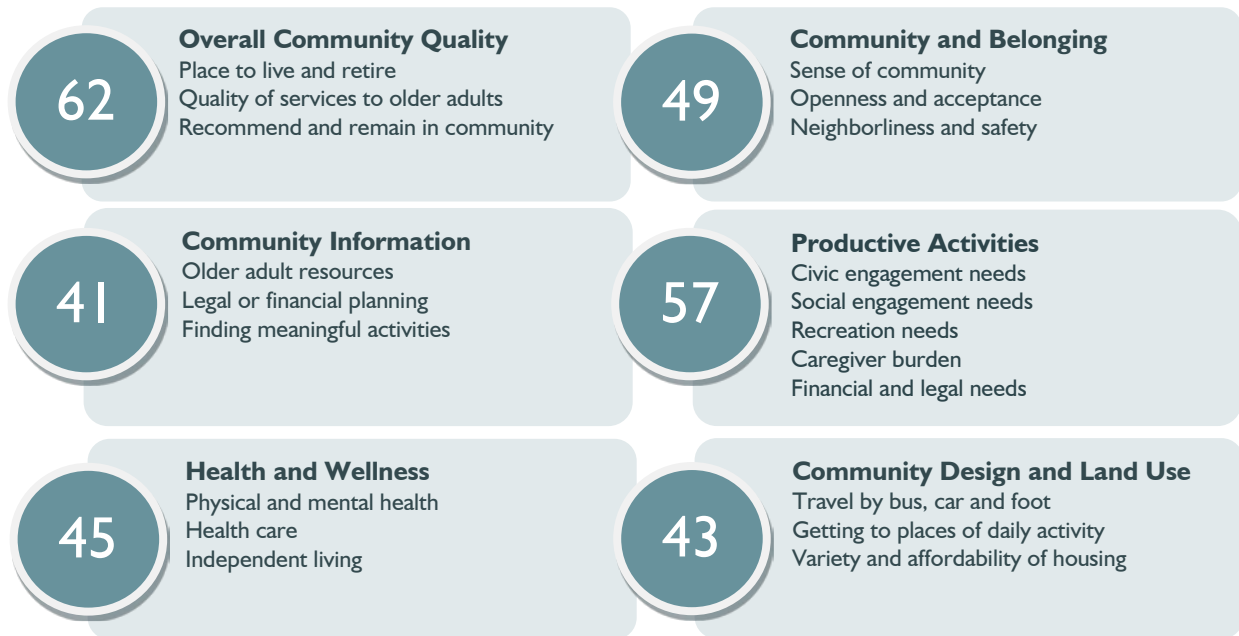 62
Overall Community Quality
Place to live and retire
Quality of services to older adults
Recommend and remain in community
49
Community and Belonging
Sense of community
Openness and acceptance
Neighborliness and safety
41
Community Information
Older adult resources
Legal or financial planning
Finding meaningful activities
57
Productive Activities
Civic engagement needs
Social engagement needs
Recreation needs
Caregiver burden
Financial and legal needs
45
Health and Wellness
Physical and mental health
Health care
Independent living
43
Community Design and Land Use
Travel by bus, car and foot
Getting to places of daily activity
Variety and affordability of housing